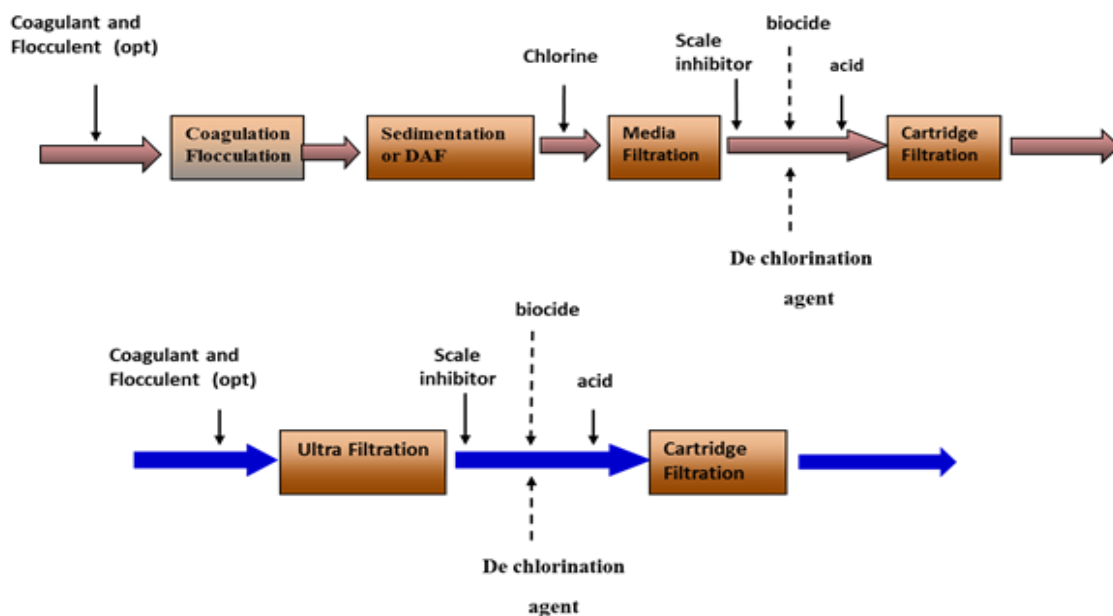 Coagulant and
Flocculent (opt)
Chlorine
Scale
inhibitor
biocide
acid
Coagulation
Flocculation
Sedimentation
or DAF
Media
Filtration
Cartridge
Filtration
De chlorination
agent
Coagulant and
Flocculent (opt)
Scale
inhibitor
biocide
acid
Ultra Filtration
Cartridge
Filtration
De chlorination
agent